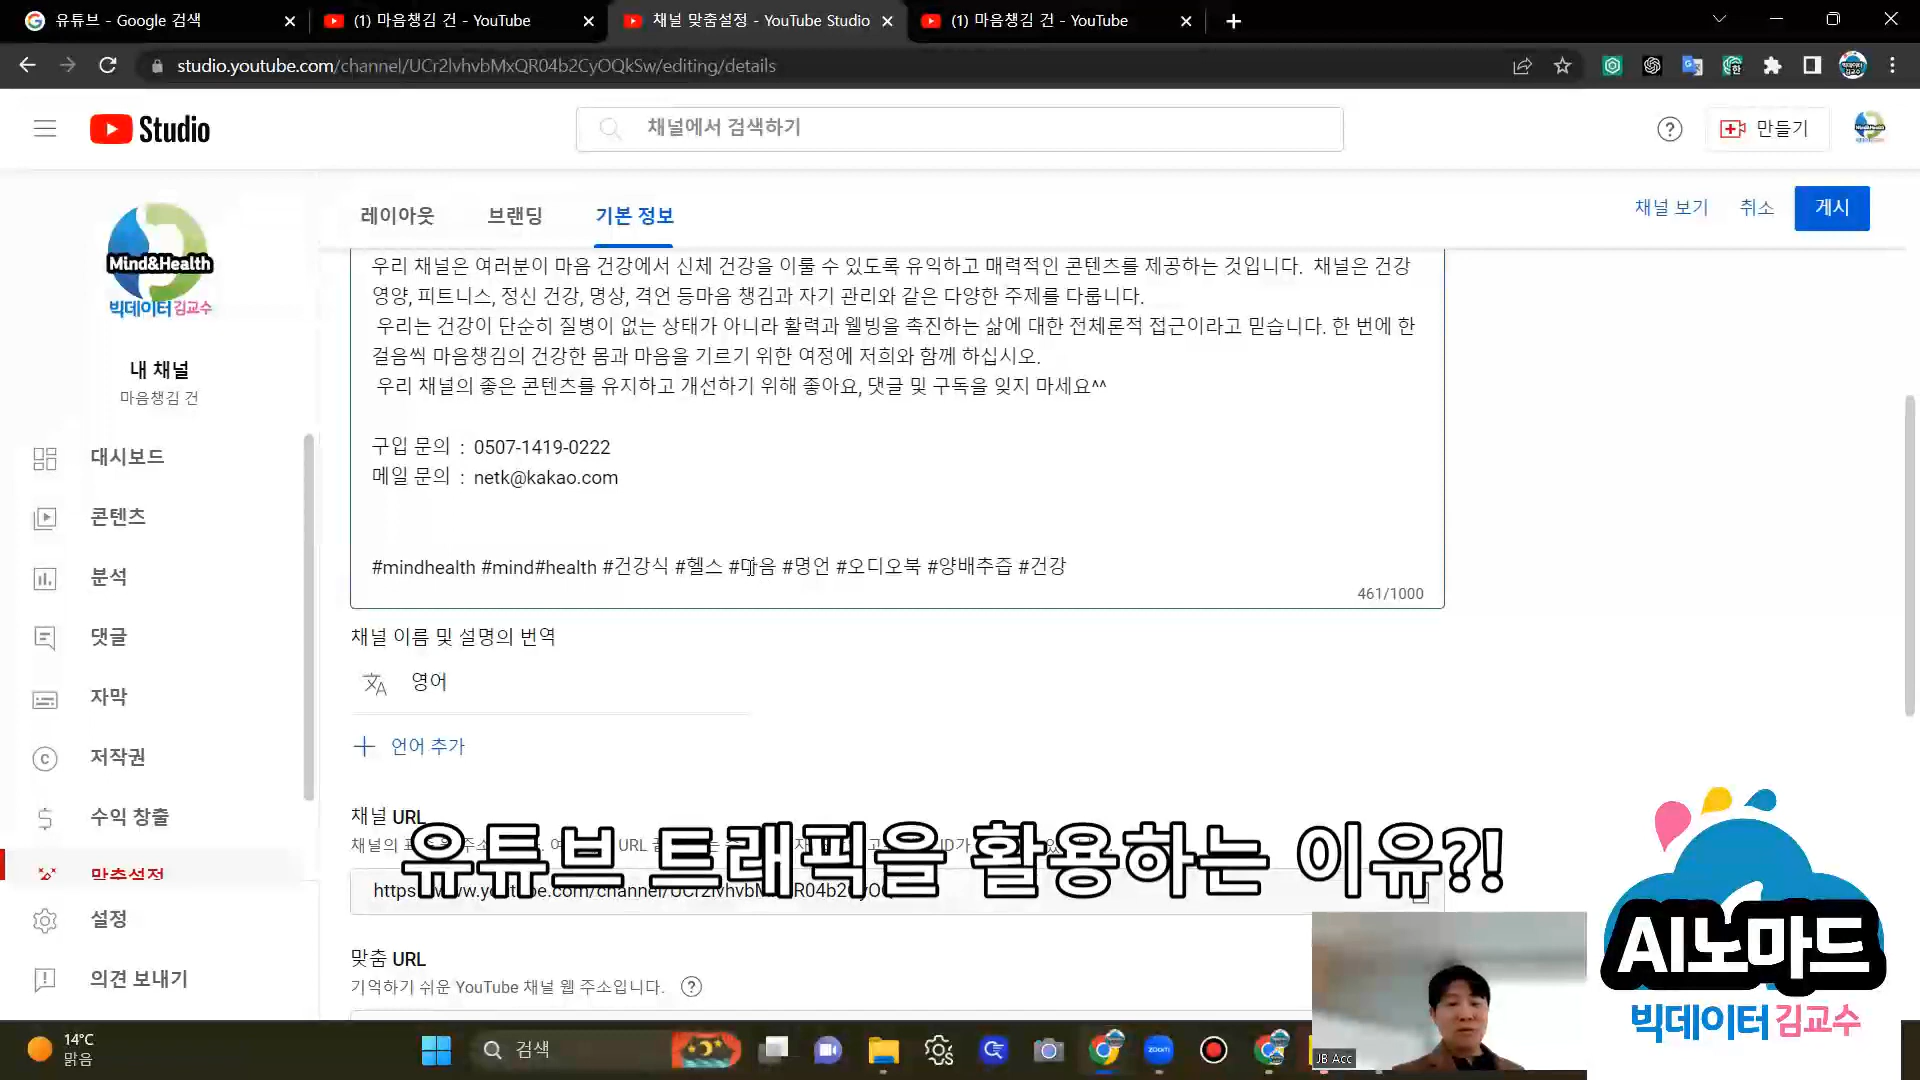 유튜브 - Google 검색
(1) 마음챙김 건 - YouTube
채널 맞춤설정 - YouTube Studio
(1) 마음챙김 건 - YouTube
studio.youtube.com/channel/UCr2lvhvbMxQR04b2CyOQkSw/editing/details
Studio
채널에서 검색하기
만들기
Mind&Health
빅데이터 김교수
내 채널
마음챙김 건
대시보드
콘텐츠
분석
댓글
자막
저작권
수익 창출
맞춤설정
설정
의견 보내기
레이아웃
브랜딩
기본 정보
채널 보기
취소
게시
우리 채널은 여러분이 마음 건강에서 신체 건강을 이룰 수 있도록 유익하고 매력적인 콘텐츠를 제공하는 것입니다. 채널은 건강
영양, 피트니스, 정신 건강, 명상, 격언 등마음 챙김과 자기 관리와 같은 다양한 주제를 다룹니다.
우리는 건강이 단순히 질병이 없는 상태가 아니라 활력과 웰빙을 촉진하는 삶에 대한 전체론적 접근이라고 믿습니다. 한 번에 한
걸음씩 마음챙김의 건강한 몸과 마음을 기르기 위한 여정에 저희와 함께 하십시오.
우리 채널의 좋은 콘텐츠를 유지하고 개선하기 위해 좋아요, 댓글 및 구독을 잊지 마세요^^
구입 문의 : 0507-1419-0222
메일 문의 : netk@kakao.com
#mindhealth #mind#health #건강식 #헬스 #마음 #명언 #오디오북 #양배추즙 #건강
461/1000
채널 이름 및 설명의 번역
영어
언어 추가
채널 URL
유튜브 트래픽을 활용하는 이유?!
맞춤 URL
기억하기 쉬운 YouTube 채널 웹 주소입니다.
AI노마드
빅데이터 김교수
JB Acc
14°C
맑음
검색
zoom